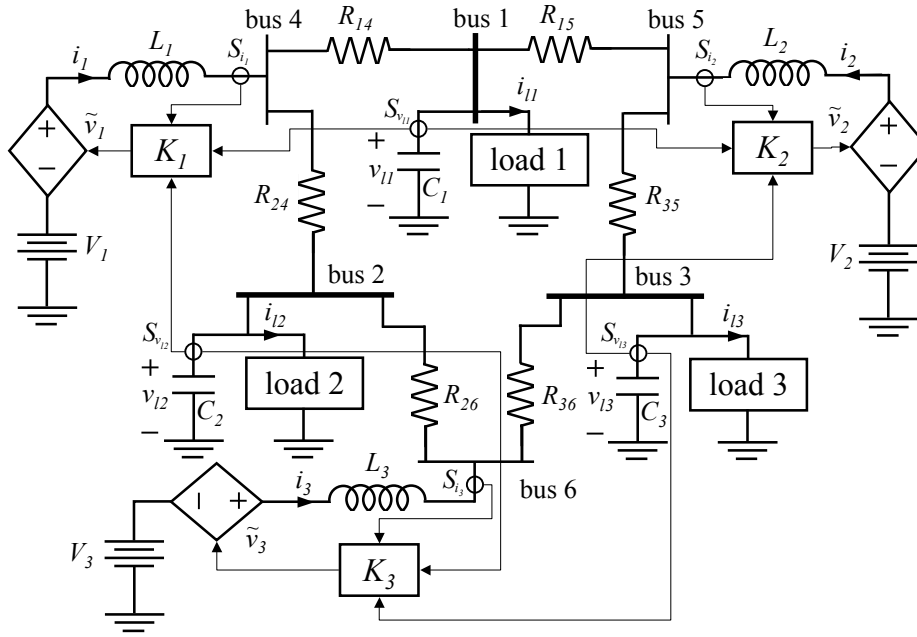 bus 4
R14
bus 1
R15
bus 5
i1
L1
Si1
Si2
L2
i2
+
−
ṽ1
K1
Svl1
il1
+
vl1
−
C1
load 1
K2
ṽ2
+
−
V1
R24
R35
V2
bus 2
bus 3
Svl2
il2
+
vl2
−
C2
load 2
R26
R36
Svl3
il3
+
vl3
−
C3
load 3
− +
i3
L3
Si3
bus 6
V3
ṽ3
K3